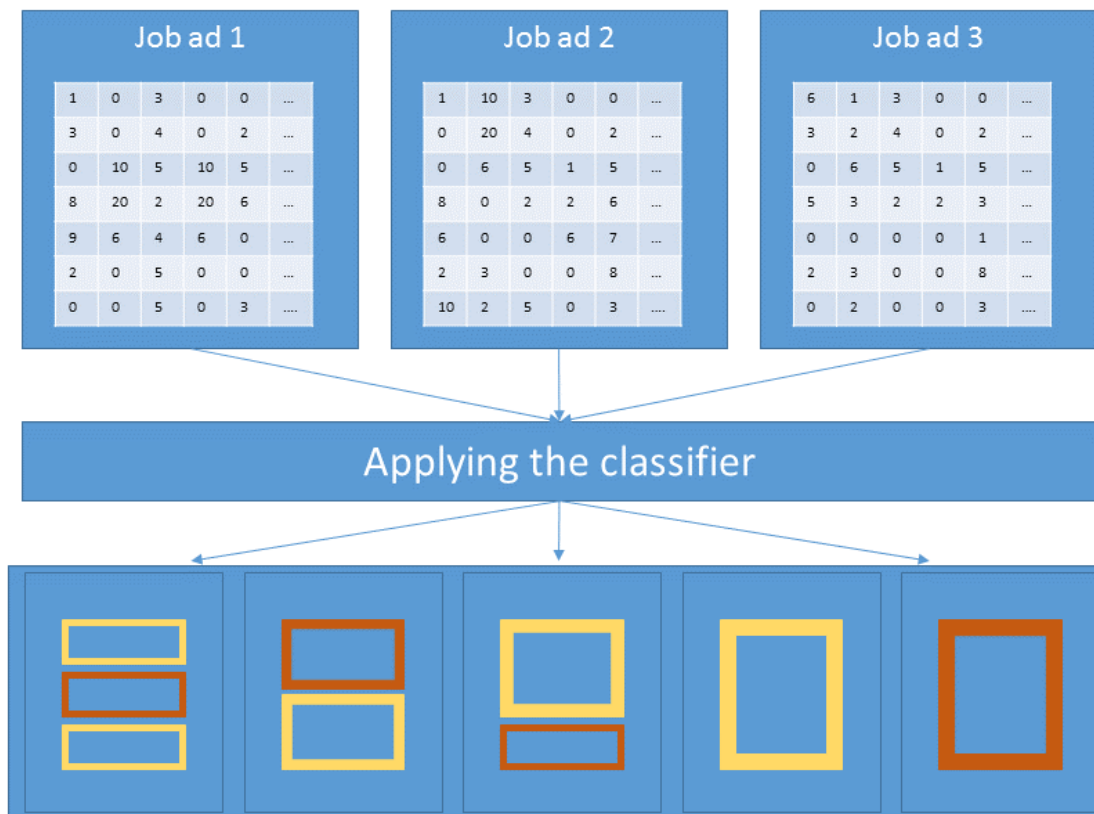 Job ad 1
1 0 3 0 0 ...
3 0 4 0 2 ...
0 10 5 10 5 ...
8 20 2 20 6 ...
9 6 4 6 0 ...
2 0 5 0 0 ...
0 0 5 0 3 ....
Job ad 2
1 10 3 0 0 ...
0 20 4 0 2 ...
0 6 5 1 5 ...
8 0 2 2 6 ...
6 0 0 6 7 ...
2 3 0 0 8 ...
10 2 5 0 3 ....
Job ad 3
6 1 3 0 0 ...
3 2 4 0 2 ...
0 6 5 1 5 ...
5 3 2 2 3 ...
0 0 0 0 1 ...
2 3 0 0 8 ...
0 2 0 0 3 ....
Applying the classifier